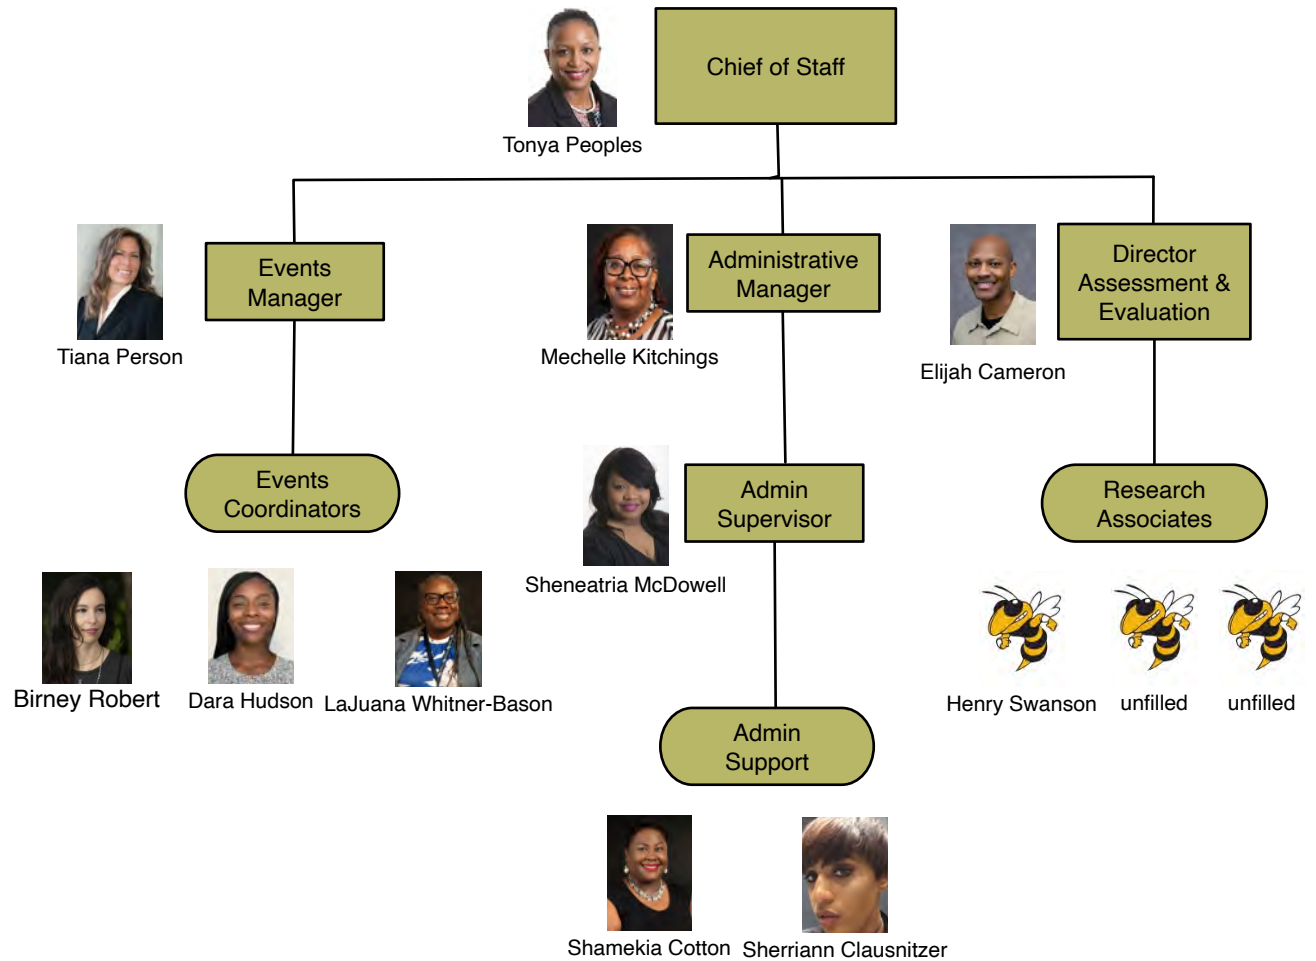 Chief of Staff
Tonya Peoples
Events
Manager
Tiana Person
Administrative
Manager
Mechelle Kitchings
Director
Assessment &
Evaluation
Elijah Cameron
Events
Coordinators
Admin
Supervisor
Sheneatria McDowell
Research
Associates
Birney Robert
Dara Hudson
LaJuana Whitner-Bason
Henry Swanson
unfilled
unfilled
Admin
Support
Shamekia Cotton
Sherriann Clausnitzer